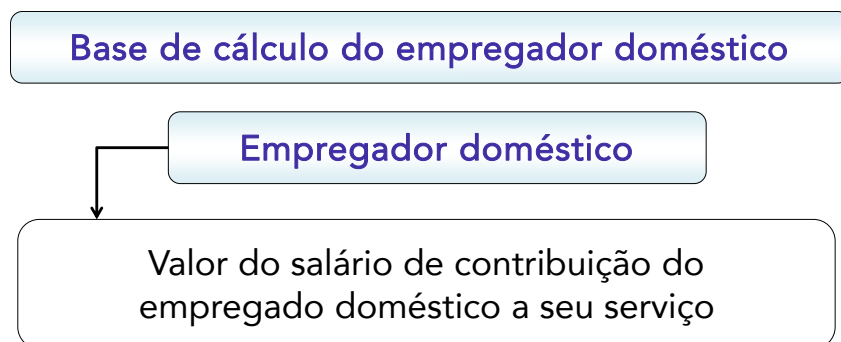 Base de cálculo do empregador doméstico
Empregador doméstico
Valor do salário de contribuição do
empregado doméstico a seu serviço